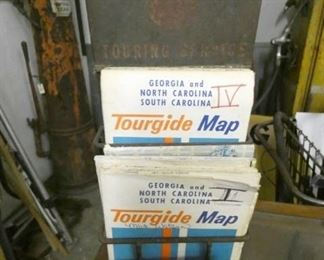 TOURING SERVICE
GEORGIA and
NORTH CAROLINA
SOUTH CAROLINA IV
Tourgide Map
GEORGIA and
NORTH CAROLINA
SOUTH CAROLINA I
Tourgide Map